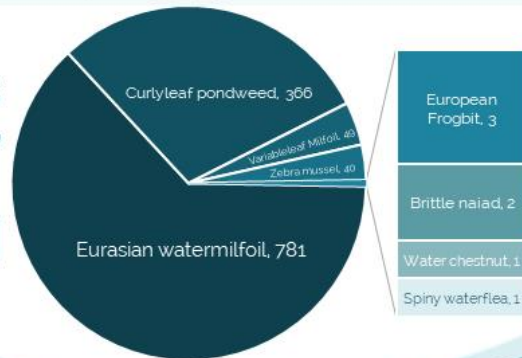 Curlyleaf pondweed, 366
Variableleaf Milfoil, 49
Zebra mussel, 40
Eurasian watermilfoil, 781
European
Frogbit, 3
Brittle naiad, 2
Water chestnut, 1
Spiny waterflea, 1